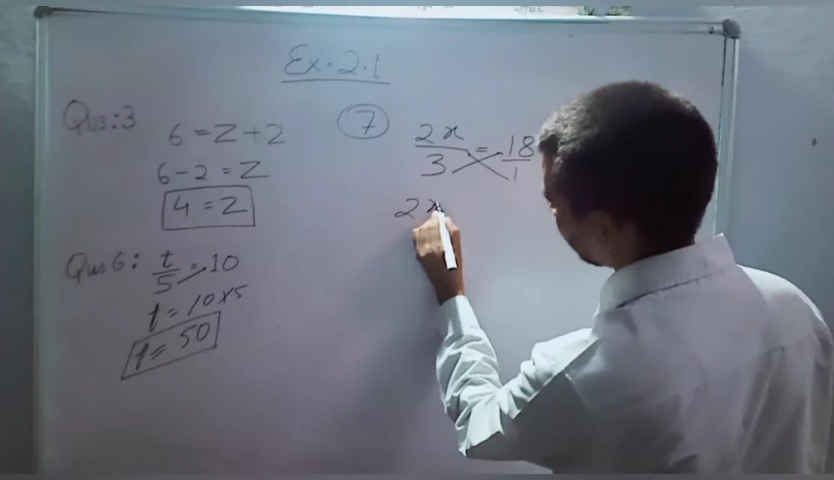 Ex. 2.1
Qus:3
6 = Z + 2
6 - 2 = Z
4 = Z
Qus 6: t/5 = 10
t = 10 x 5
t = 50
7
2x/3 = 18/1
2x